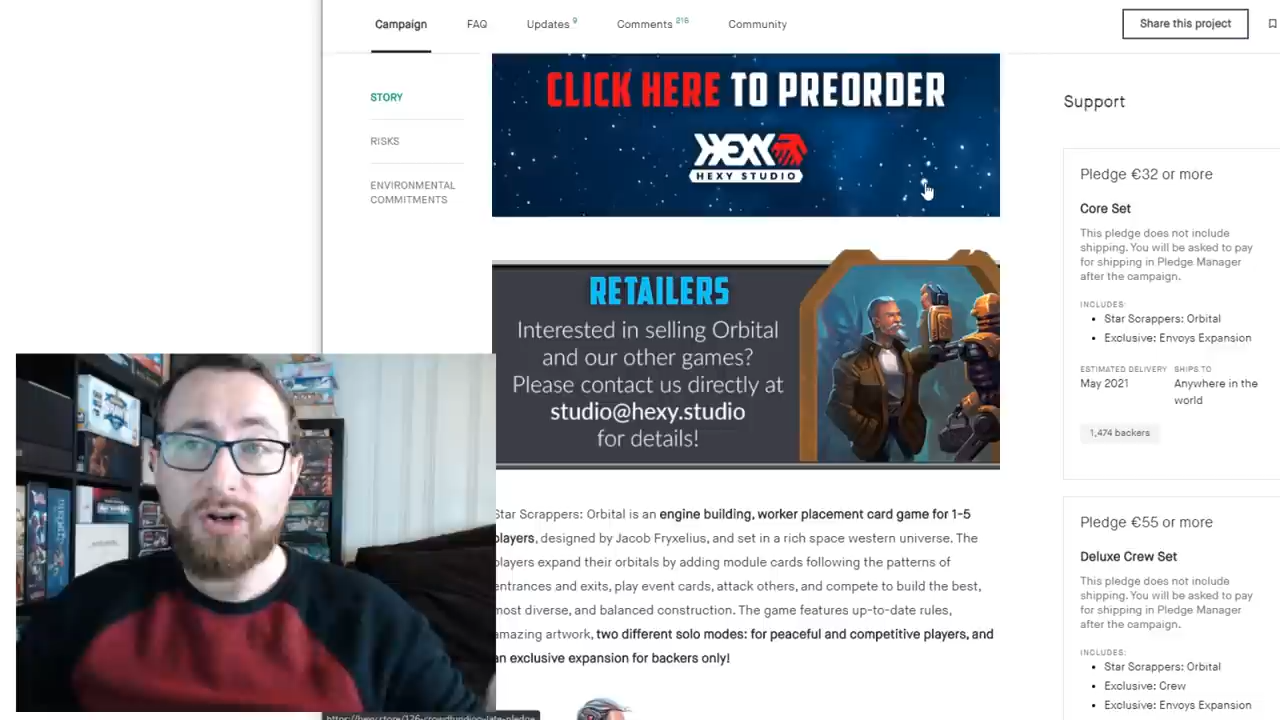 Campaign
FAQ
Updates 9
Comments 216
Community
Share this project
STORY
RISKS
ENVIRONMENTAL
COMMITMENTS
CLICK HERE TO PREORDER
HEXY
HEXY STUDIO
RETAILERS
Interested in selling Orbital
and our other games?
Please contact us directly at
studio@hexy.studio
for details!
Star Scrappers: Orbital is an engine building, worker placement card game for 1-5
players, designed by Jacob Fryxelius, and set in a rich space western universe. The
players expand their orbitals by adding module cards following the patterns of
entrances and exits, play event cards, attack others, and compete to build the best,
most diverse, and balanced construction. The game features up-to-date rules,
amazing artwork, two different solo modes: for peaceful and competitive players, and
an exclusive expansion for backers only!
Support
Pledge €32 or more
Core Set
This pledge does not include
shipping. You will be asked to pay
for shipping in Pledge Manager
after the campaign.
INCLUDES:
Star Scrappers: Orbital
Exclusive: Envoys Expansion
ESTIMATED DELIVERY
May 2021
SHIPS TO
Anywhere in the
world
1,474 backers
Pledge €55 or more
Deluxe Crew Set
This pledge does not include
shipping. You will be asked to pay
for shipping in Pledge Manager
after the campaign.
INCLUDES:
Star Scrappers: Orbital
Exclusive: Crew
Exclusive: Envoys Expansion